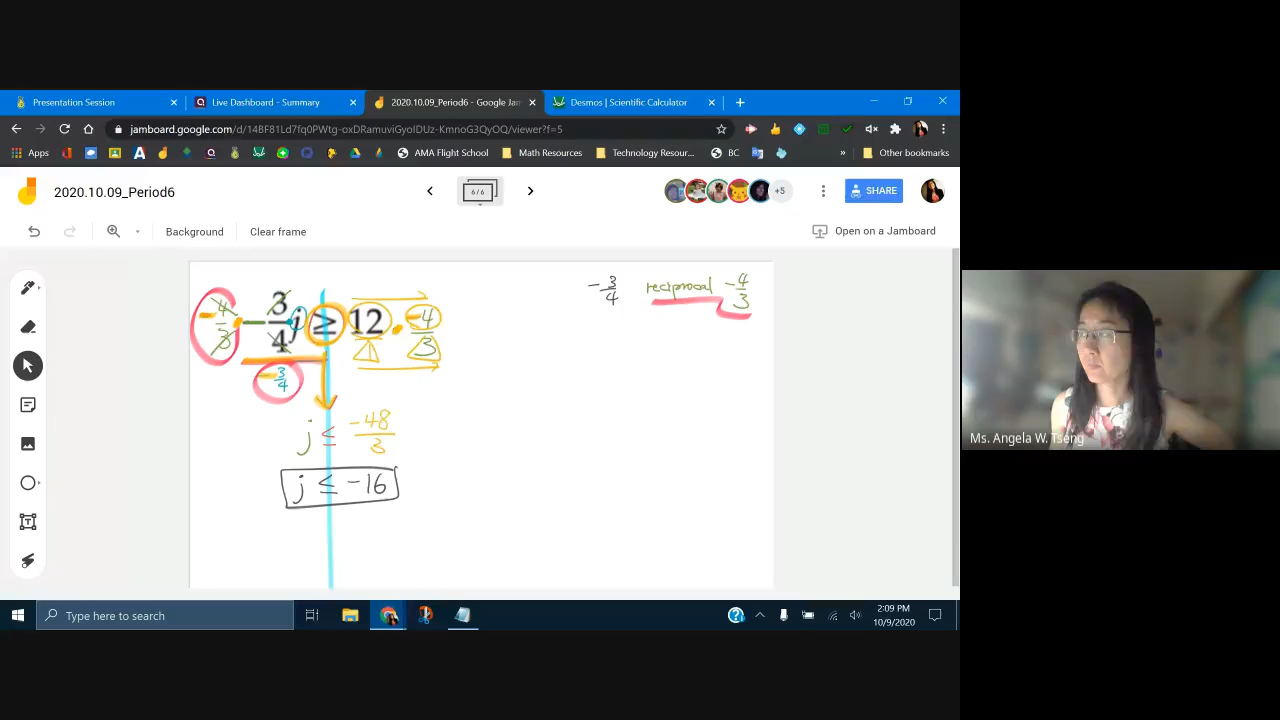 Presentation Session
Live Dashboard - Summary
2020.10.09_Period6 - Google Jam
Desmos | Scientific Calculator
jamboard.google.com/d/14BF81Ld7fq0PWtg-oxDRamuviGyoIDUz-KmnoG3QyOQ/viewer?f=5
Apps
AMA Flight School
Math Resources
Technology Resour...
BC
»
Other bookmarks
2020.10.09_Period6
6/6
+5
SHARE
Background
Clear frame
Open on a Jamboard
-3/4 reciprocal -4/3
-4/3 · -3/4 j ≥ 12 · -4/3
-3/4
j ≤ -48/3
j ≤ -16
Ms. Angela W. Tseng
Type here to search
2:09 PM
10/9/2020